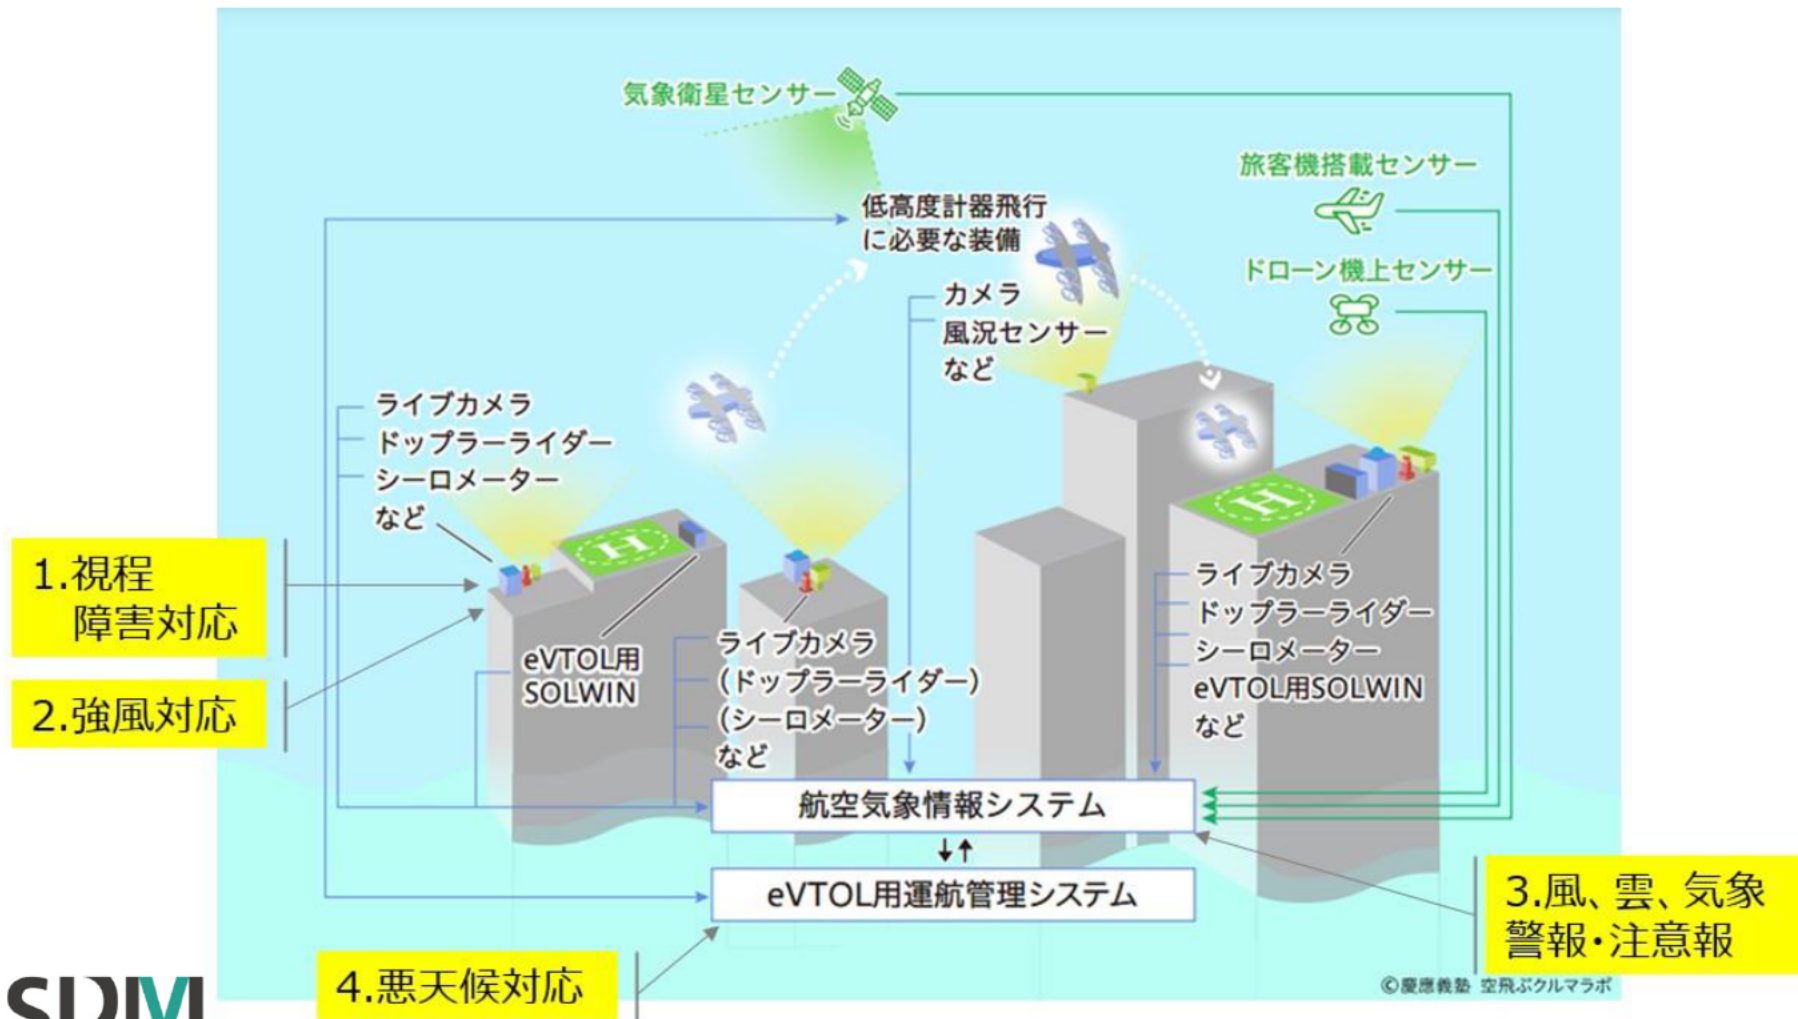 気象衛星センサー
旅客機搭載センサー
低高度計器飛行
に必要な装備
ドローン機上センサー
カメラ
風況センサー
など
ライブカメラ
ドップラーライダー
シーロメーター
など
H
H
1.視程
障害対応
2.強風対応
eVTOL用
SOLWIN
ライブカメラ
(ドップラーライダー)
(シーロメーター)
など
ライブカメラ
ドップラーライダー
シーロメーター
eVTOL用SOLWIN
など
航空気象情報システム
↓↑
eVTOL用運航管理システム
3.風、雲、気象
警報・注意報
4.悪天候対応
©慶應義塾 空飛ぶクルマラボ
SDM